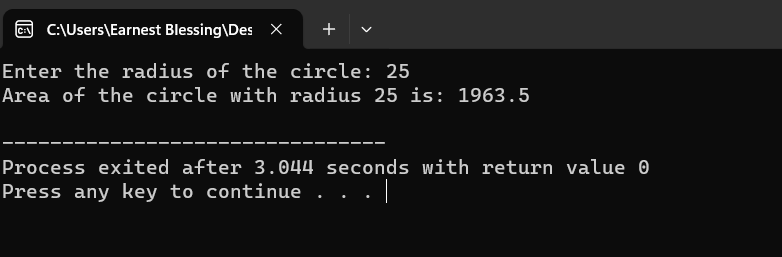 C:\Users\Earnest Blessing\Des
Enter the radius of the circle: 25
Area of the circle with radius 25 is: 1963.5

--------------------------------
Process exited after 3.044 seconds with return value 0
Press any key to continue . . .